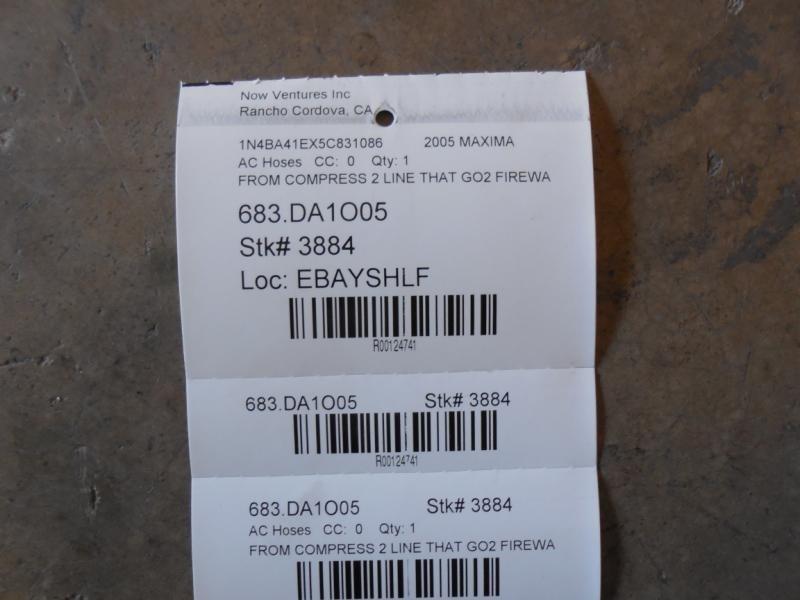 Now Ventures Inc
Rancho Cordova, CA
1N4BA41EX5C831086 2005 MAXIMA
AC Hoses CC: 0 Qty: 1
FROM COMPRESS 2 LINE THAT GO2 FIREWA
683.DA1O05
Stk# 3884
Loc: EBAYSHLF
R00124741
683.DA1O05 Stk# 3884
R00124741
683.DA1O05 Stk# 3884
AC Hoses CC: 0 Qty: 1
FROM COMPRESS 2 LINE THAT GO2 FIREWA